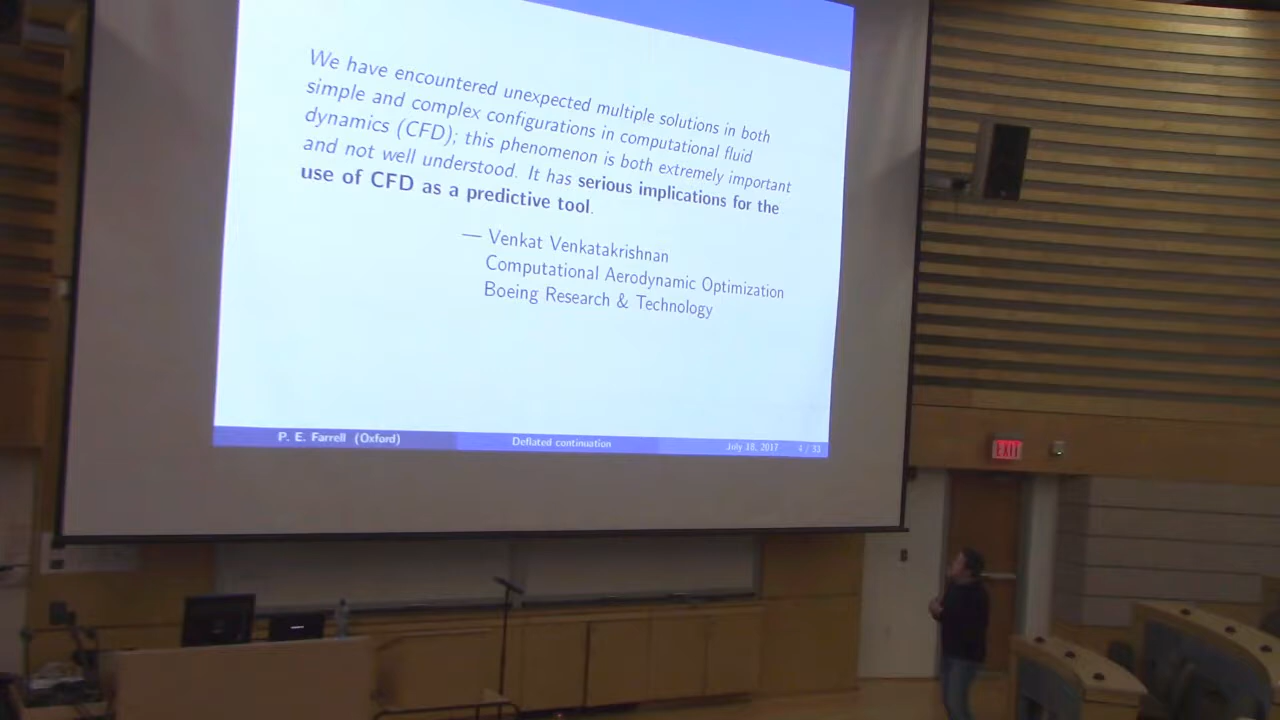 We have encountered unexpected multiple solutions in both
simple and complex configurations in computational fluid
dynamics (CFD); this phenomenon is both extremely important
and not well understood. It has serious implications for the
use of CFD as a predictive tool.
— Venkat Venkatakrishnan
Computational Aerodynamic Optimization
Boeing Research & Technology
P. E. Farrell (Oxford) Deflated continuation July 18, 2017 4 / 33
EXIT